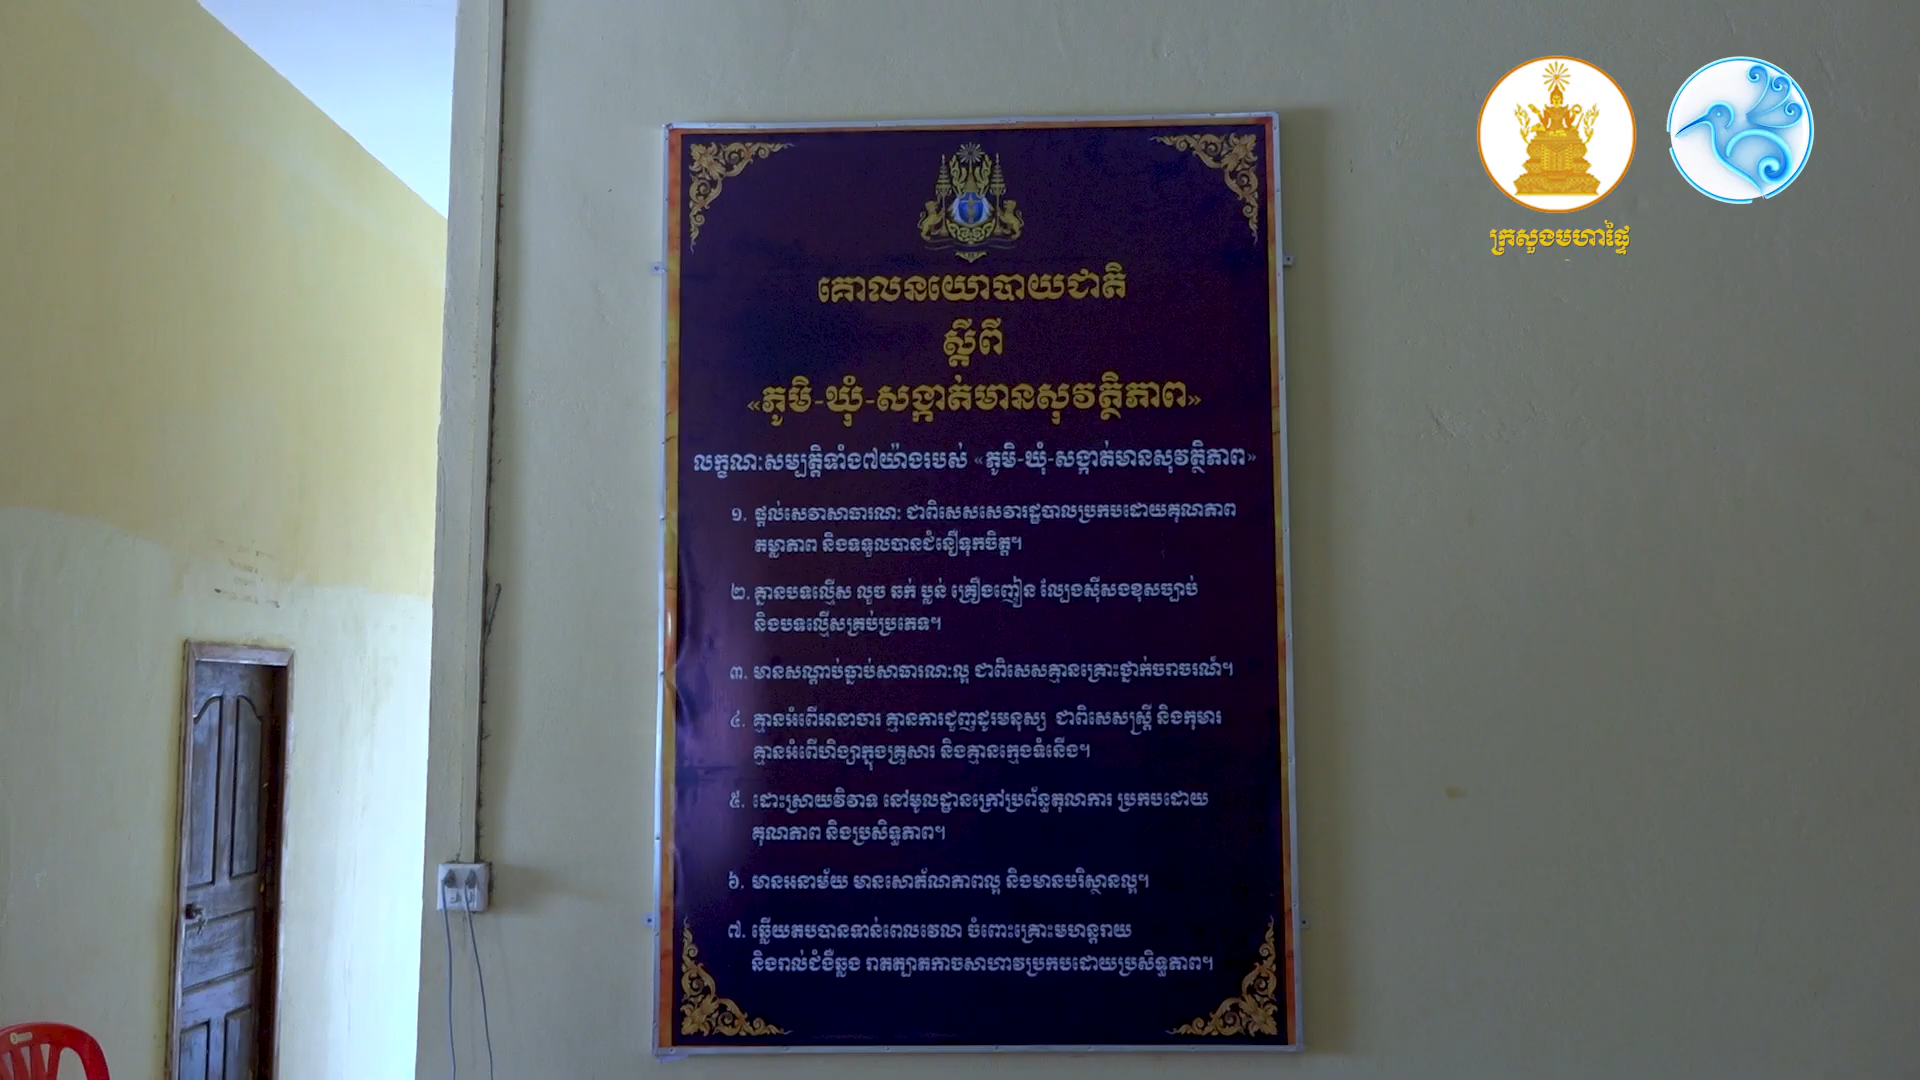 ក្រសួងមហាផ្ទៃ
គោលនយោបាយជាតិ
ស្តីពី
«ភូមិ-ឃុំ-សង្កាត់មានសុវត្ថិភាព»
លក្ខណៈសម្បត្តិទាំង៧យ៉ាងរបស់ «ភូមិ-ឃុំ-សង្កាត់មានសុវត្ថិភាព»
១. ផ្តល់សេវាសាធារណៈ ជាពិសេសសេវារដ្ឋបាលប្រកបដោយគុណភាព
តម្លាភាព និងទទួលបានជំនឿទុកចិត្ត។
២. គ្មានបទល្មើស លួច ឆក់ ប្លន់ គ្រឿងញៀន ល្បែងស៊ីសងខុសច្បាប់
និងបទល្មើសគ្រប់ប្រភេទ។
៣. មានសណ្តាប់ធ្នាប់សាធារណៈល្អ ជាពិសេសគ្មានគ្រោះថ្នាក់ចរាចរណ៍។
៤. គ្មានអំពើអនាចារ គ្មានការជួញដូរមនុស្ស ជាពិសេសស្ត្រី និងកុមារ
គ្មានអំពើហិង្សាក្នុងគ្រួសារ និងគ្មានក្មេងទំនើង។
៥. ដោះស្រាយវិវាទ នៅមូលដ្ឋានក្រៅប្រព័ន្ធតុលាការ ប្រកបដោយ
គុណភាព និងប្រសិទ្ធភាព។
៦. មានអនាម័យ មានសោភ័ណភាពល្អ និងមានបរិស្ថានល្អ។
៧. ឆ្លើយតបបានទាន់ពេលវេលា ចំពោះគ្រោះមហន្តរាយ
និងរាល់ជំងឺឆ្លង រាតត្បាតកាចសាហាវប្រកបដោយប្រសិទ្ធភាព។